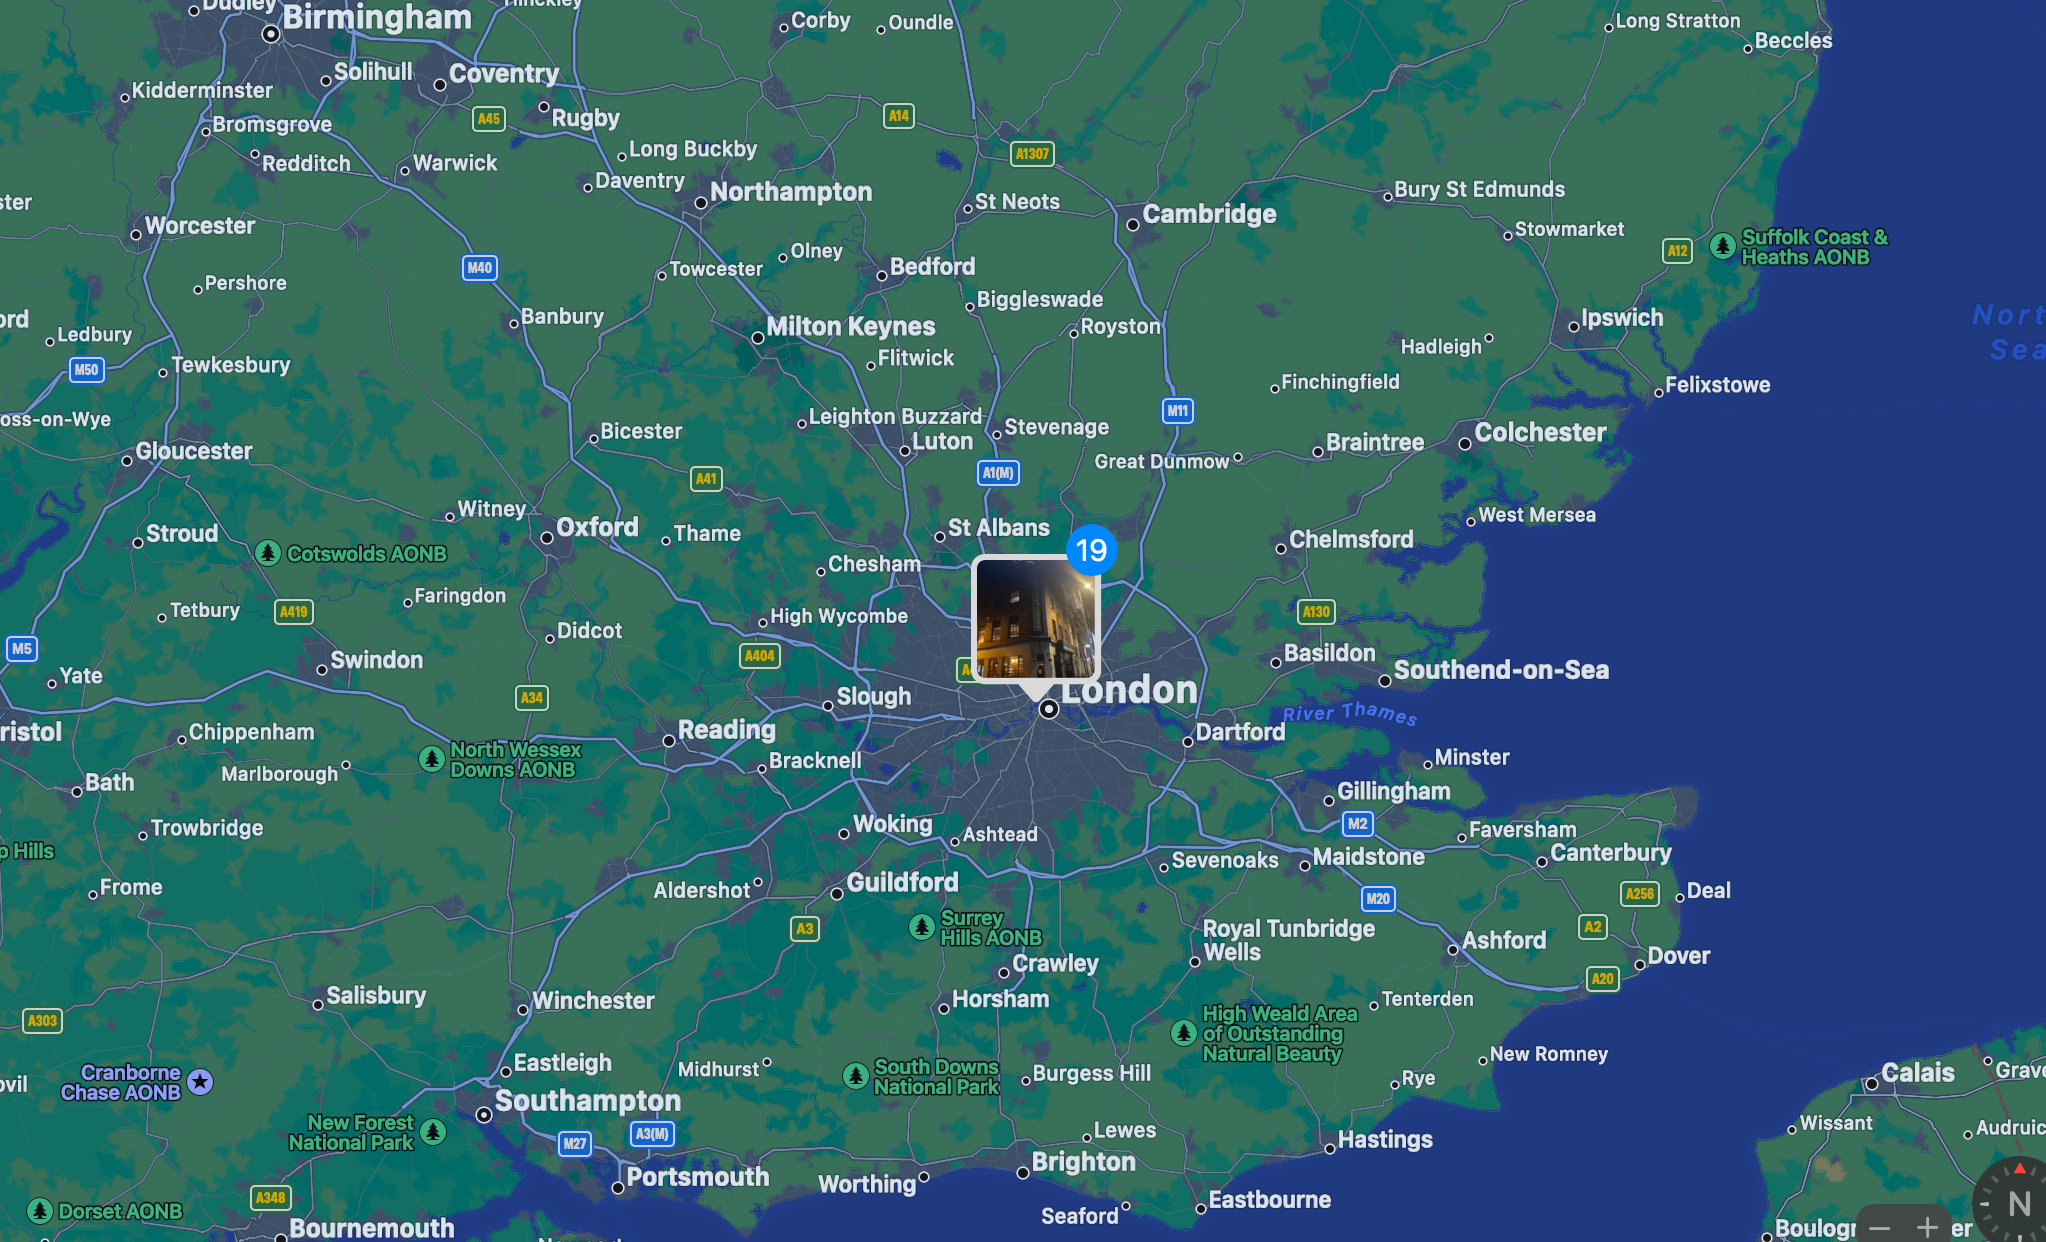 Birmingham
Corby
Oundle
Long Stratton
Beccles
Solihull
Coventry
Kidderminster
A45
Rugby
A14
Bromsgrove
Redditch
Warwick
Long Buckby
A1307
Daventry
Northampton
St Neots
Cambridge
Bury St Edmunds
Worcester
Stowmarket
A12
Suffolk Coast &
Heaths AONB
M40
Olney
Towcester
Bedford
Pershore
Biggleswade
Banbury
Milton Keynes
Royston
Ipswich
Ledbury
Hadleigh
M50
Tewkesbury
Flitwick
Finchingfield
Felixstowe
oss-on-Wye
Leighton Buzzard
M11
Gloucester
Bicester
Luton
Stevenage
Braintree
Colchester
A41
A1(M)
Great Dunmow
Witney
West Mersea
Stroud
Oxford
Thame
St Albans
Chelmsford
Cotswolds AONB
19
Chesham
Tetbury
A419
Faringdon
High Wycombe
A130
M5
Didcot
Yate
Swindon
A404
Basildon
Southend-on-Sea
A34
Slough
London
River Thames
ristol
Chippenham
Reading
Dartford
North Wessex
Downs AONB
Marlborough
Bracknell
Minster
Bath
Gillingham
Trowbridge
Woking
Ashtead
M2
Faversham
p Hills
Sevenoaks
Maidstone
Canterbury
Frome
Aldershot
Guildford
M20
A256
Deal
A3
Surrey
Hills AONB
Royal Tunbridge
Wells
A2
Ashford
Dover
Crawley
A20
Salisbury
Winchester
Horsham
Tenterden
A303
High Weald Area
of Outstanding
Natural Beauty
Eastleigh
Midhurst
South Downs
National Park
Burgess Hill
New Romney
Cranborne
Chase AONB
Rye
Calais
Grave
Southampton
New Forest
National Park
M27
A3(M)
Lewes
Hastings
Wissant
Audruic
Portsmouth
Worthing
Brighton
A348
Dorset AONB
Seaford
Eastbourne
N
Bournemouth